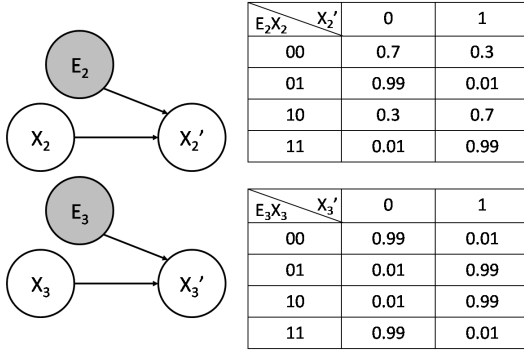 E₂
X₂
X₂'
E₂X₂ X₂' 0 1
00 0.7 0.3
01 0.99 0.01
10 0.3 0.7
11 0.01 0.99
E₃
X₃
X₃'
E₃X₃ X₃' 0 1
00 0.99 0.01
01 0.01 0.99
10 0.01 0.99
11 0.99 0.01